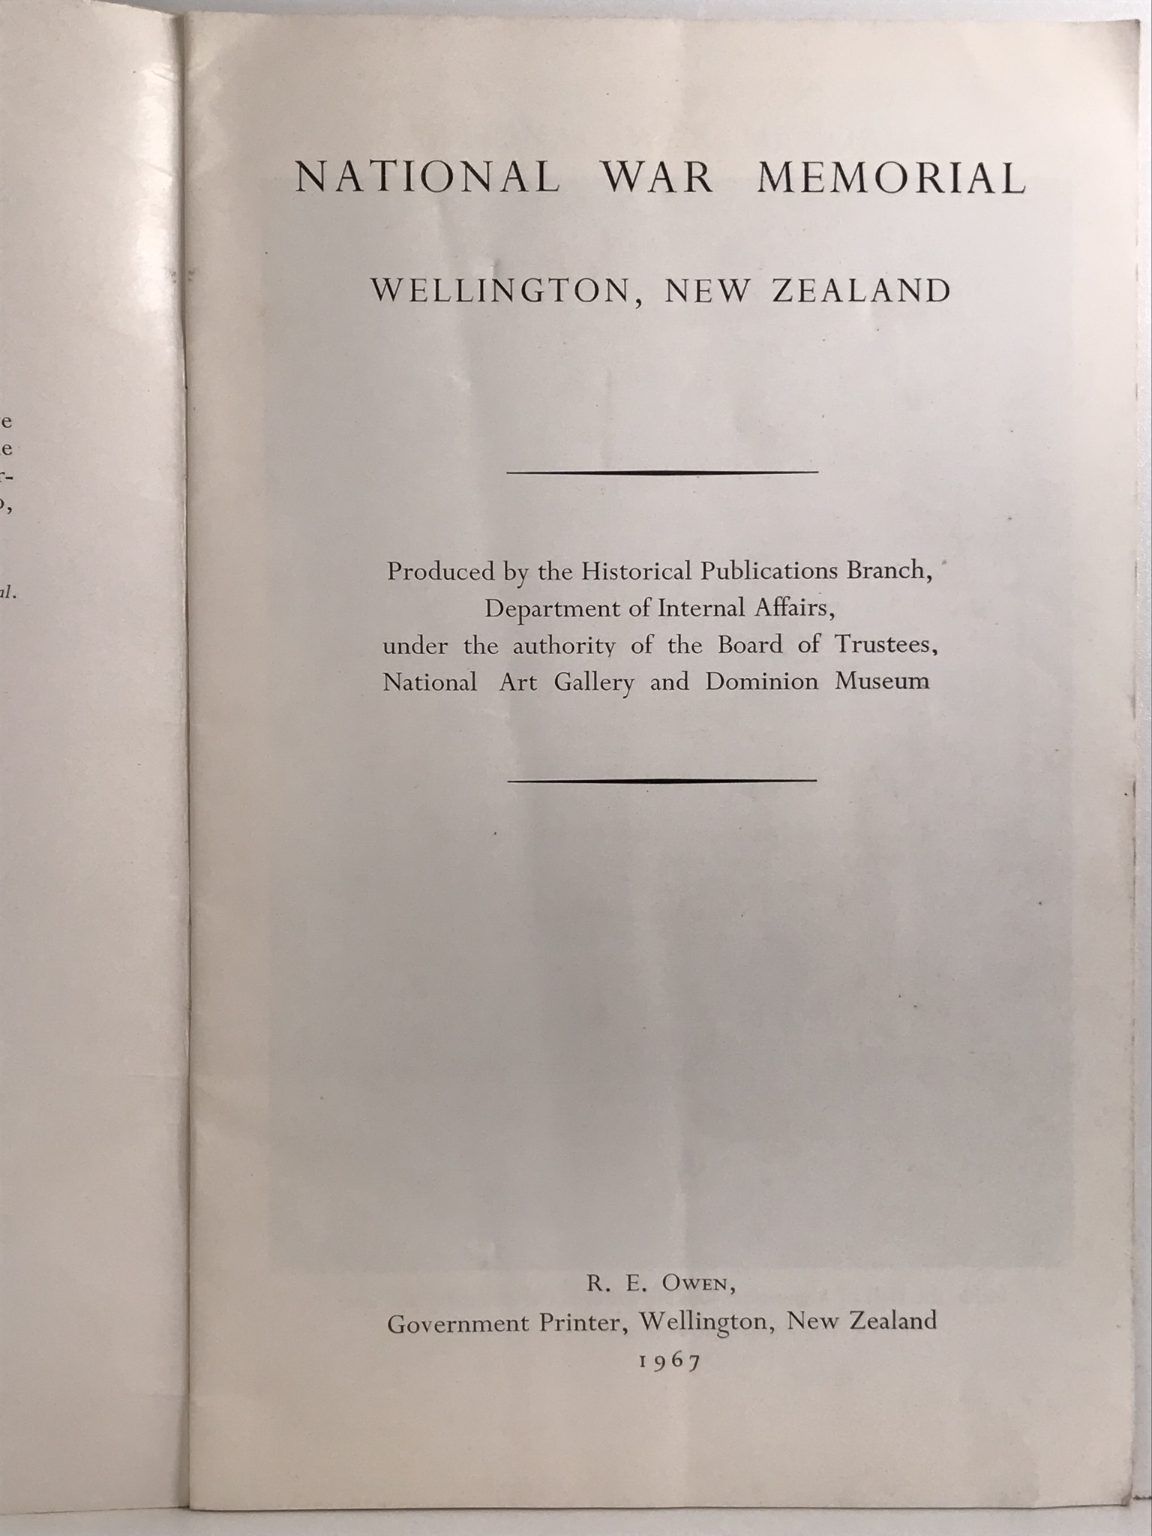 NATIONAL WAR MEMORIAL
WELLINGTON, NEW ZEALAND
Produced by the Historical Publications Branch,
Department of Internal Affairs,
under the authority of the Board of Trustees,
National Art Gallery and Dominion Museum
R. E. OWEN,
Government Printer, Wellington, New Zealand
1967